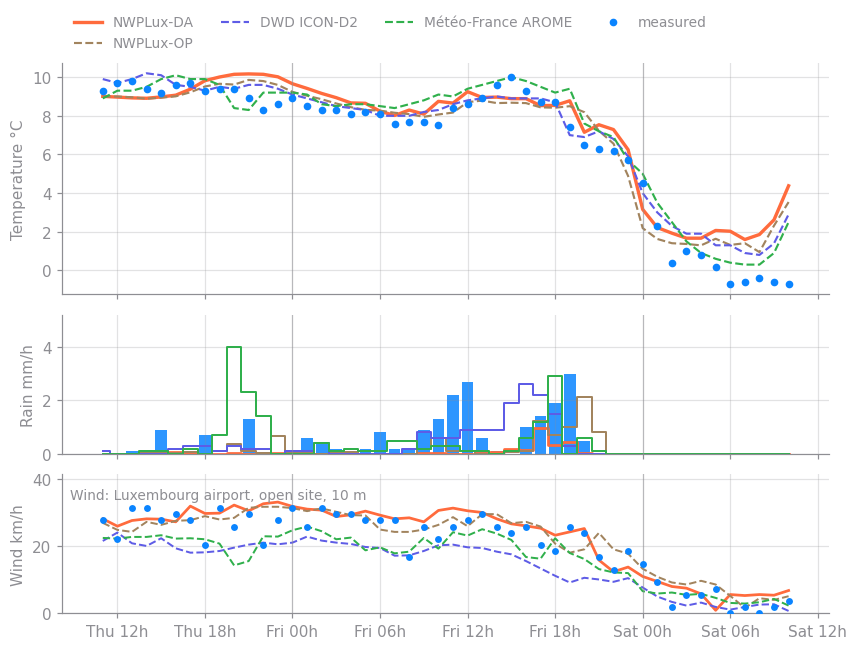 NWPLux-DA DWD ICON-D2 Météo-France AROME measured
NWPLux-OP
Temperature °C
10
8
6
4
2
0
Rain mm/h
4
2
0
Wind km/h
40
20
0
Wind: Luxembourg airport, open site, 10 m
Thu 12h Thu 18h Fri 00h Fri 06h Fri 12h Fri 18h Sat 00h Sat 06h Sat 12h